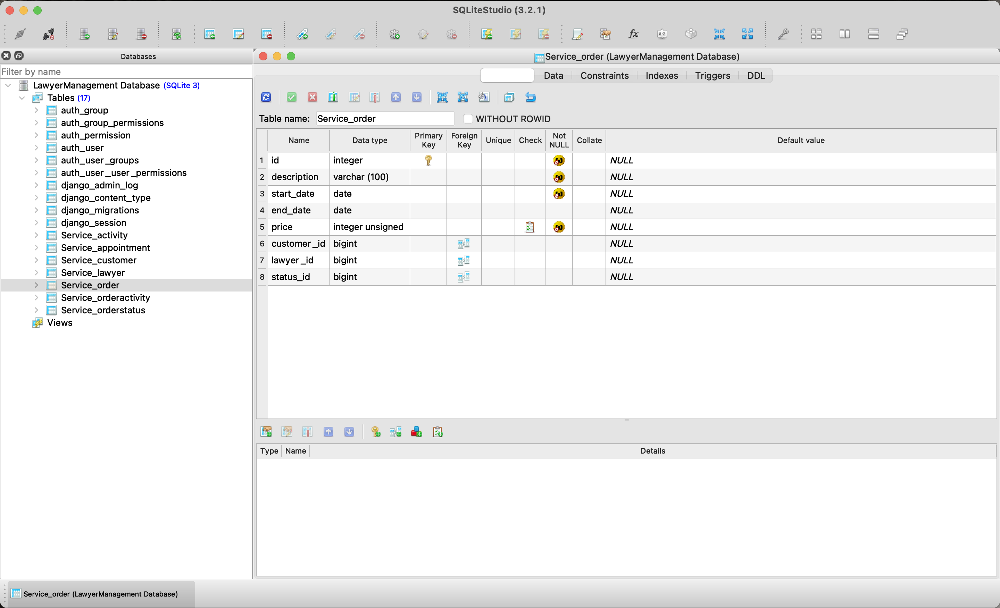 SQLiteStudio (3.2.1)
fx
a-z
Databases
Filter by name
LawyerManagement Database (SQLite 3)
Tables (17)
auth_group
auth_group_permissions
auth_permission
auth_user
auth_user_groups
auth_user_user_permissions
django_admin_log
django_content_type
django_migrations
django_session
Service_activity
Service_appointment
Service_customer
Service_lawyer
Service_order
Service_orderactivity
Service_orderstatus
Views
Service_order (LawyerManagement Database)
Data Constraints Indexes Triggers DDL
Table name: Service_order WITHOUT ROWID
Name Data type Primary Key Foreign Key Unique Check Not NULL Collate Default value
1 id integer NULL
2 description varchar (100) NULL
3 start_date date NULL
4 end_date date NULL
5 price integer unsigned NULL
6 customer_id bigint NULL
7 lawyer_id bigint NULL
8 status_id bigint NULL
Type Name Details
Service_order (LawyerManagement Database)